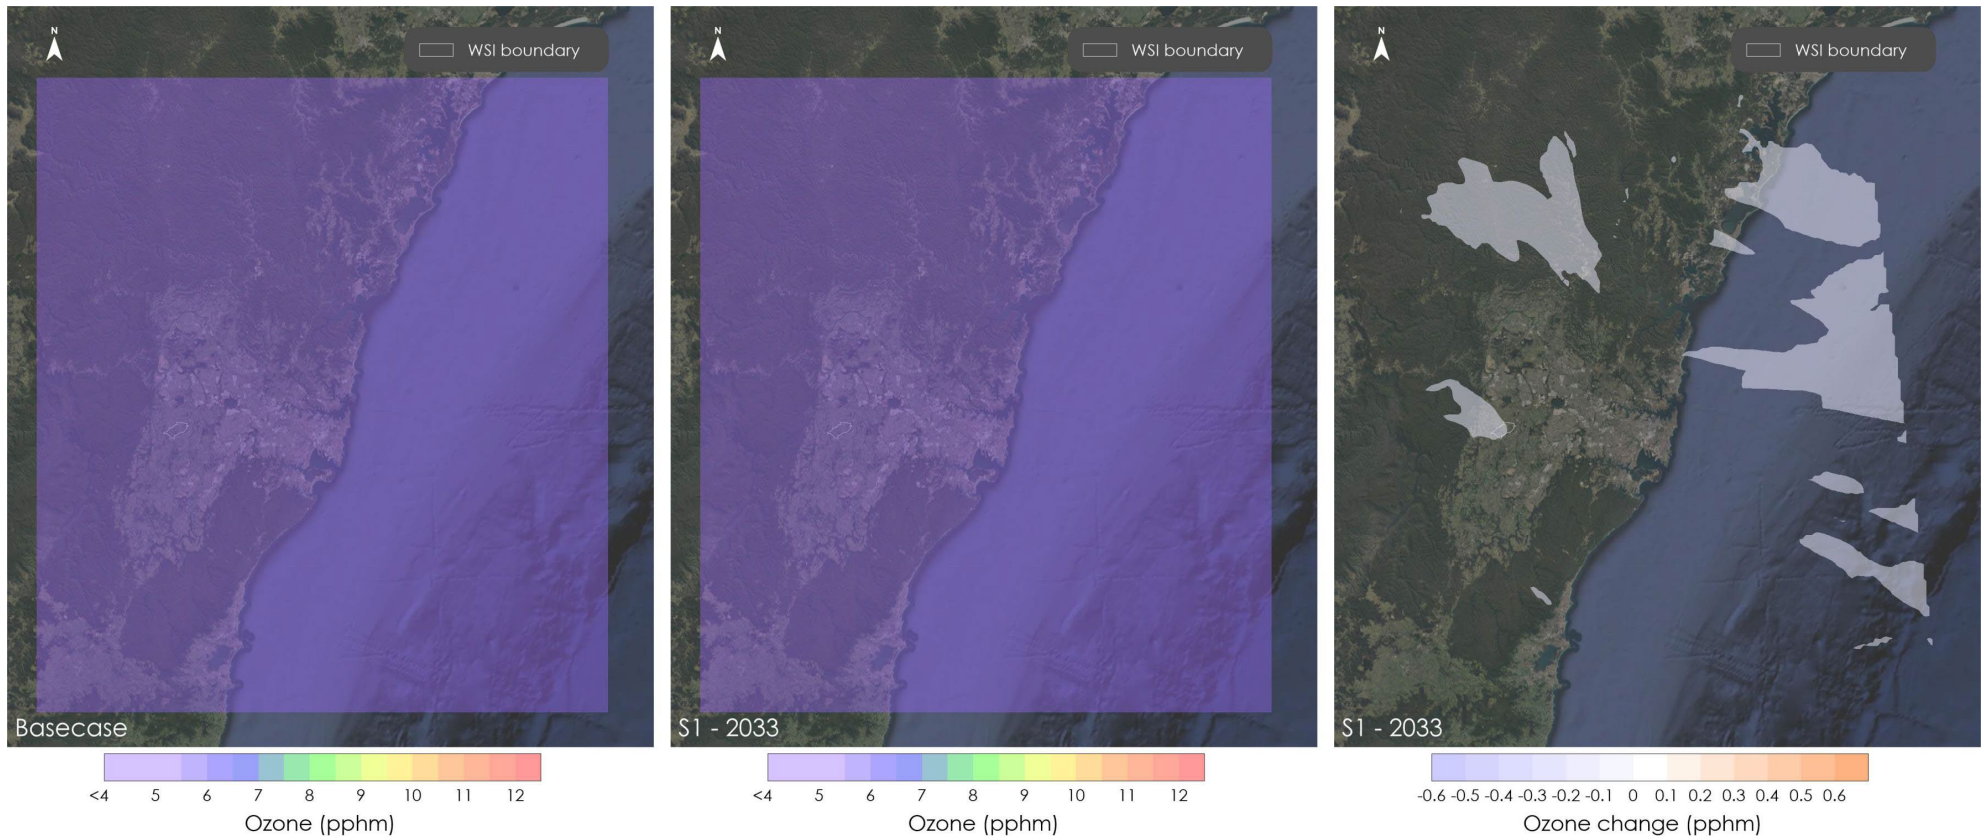 N
WSI boundary
N
WSI boundary
N
WSI boundary
Basecase
S1 - 2033
S1 - 2033
<4 5 6 7 8 9 10 11 12
Ozone (pphm)
<4 5 6 7 8 9 10 11 12
Ozone (pphm)
-0.6 -0.5 -0.4 -0.3 -0.2 -0.1 0 0.1 0.2 0.3 0.4 0.5 0.6
Ozone change (pphm)